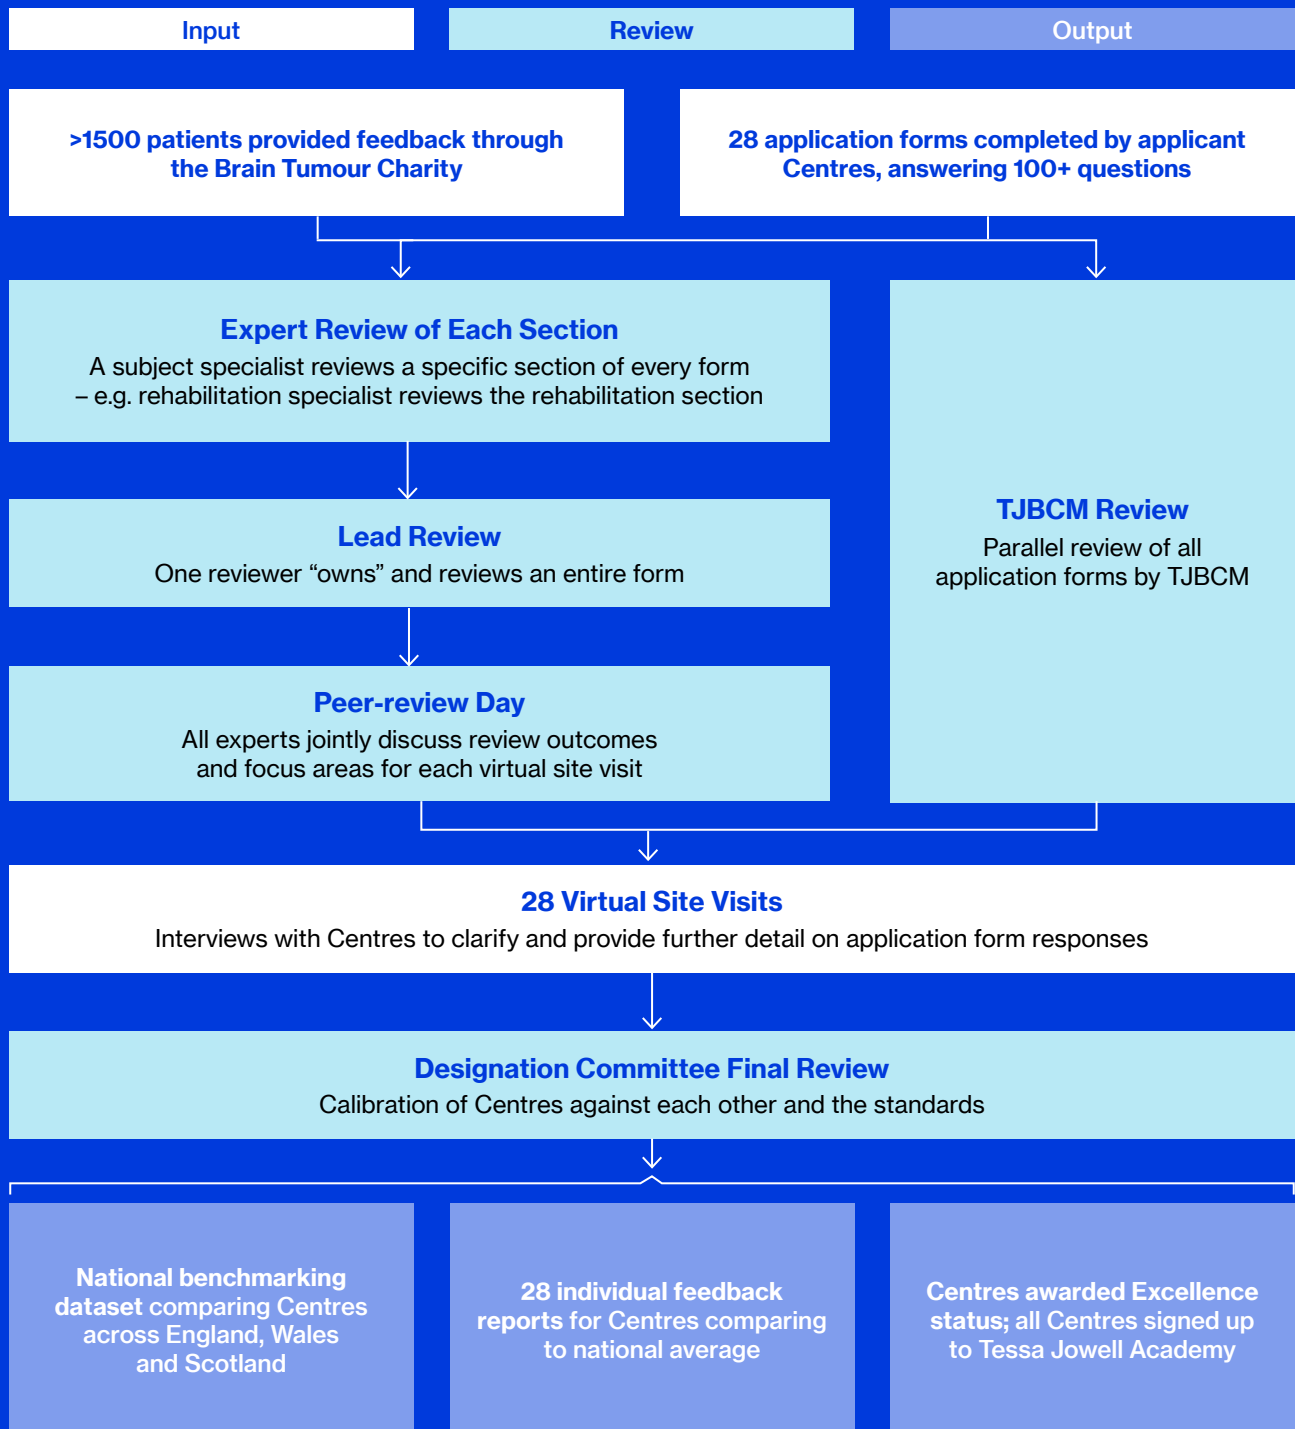 Input
Review
Output
>1500 patients provided feedback through
the Brain Tumour Charity
28 application forms completed by applicant
Centres, answering 100+ questions
Expert Review of Each Section
A subject specialist reviews a specific section of every form
– e.g. rehabilitation specialist reviews the rehabilitation section
Lead Review
One reviewer “owns” and reviews an entire form
Peer-review Day
All experts jointly discuss review outcomes
and focus areas for each virtual site visit
TJBCM Review
Parallel review of all
application forms by TJBCM
28 Virtual Site Visits
Interviews with Centres to clarify and provide further detail on application form responses
Designation Committee Final Review
Calibration of Centres against each other and the standards
National benchmarking
dataset comparing Centres
across England, Wales
and Scotland
28 individual feedback
reports for Centres comparing
to national average
Centres awarded Excellence
status; all Centres signed up
to Tessa Jowell Academy